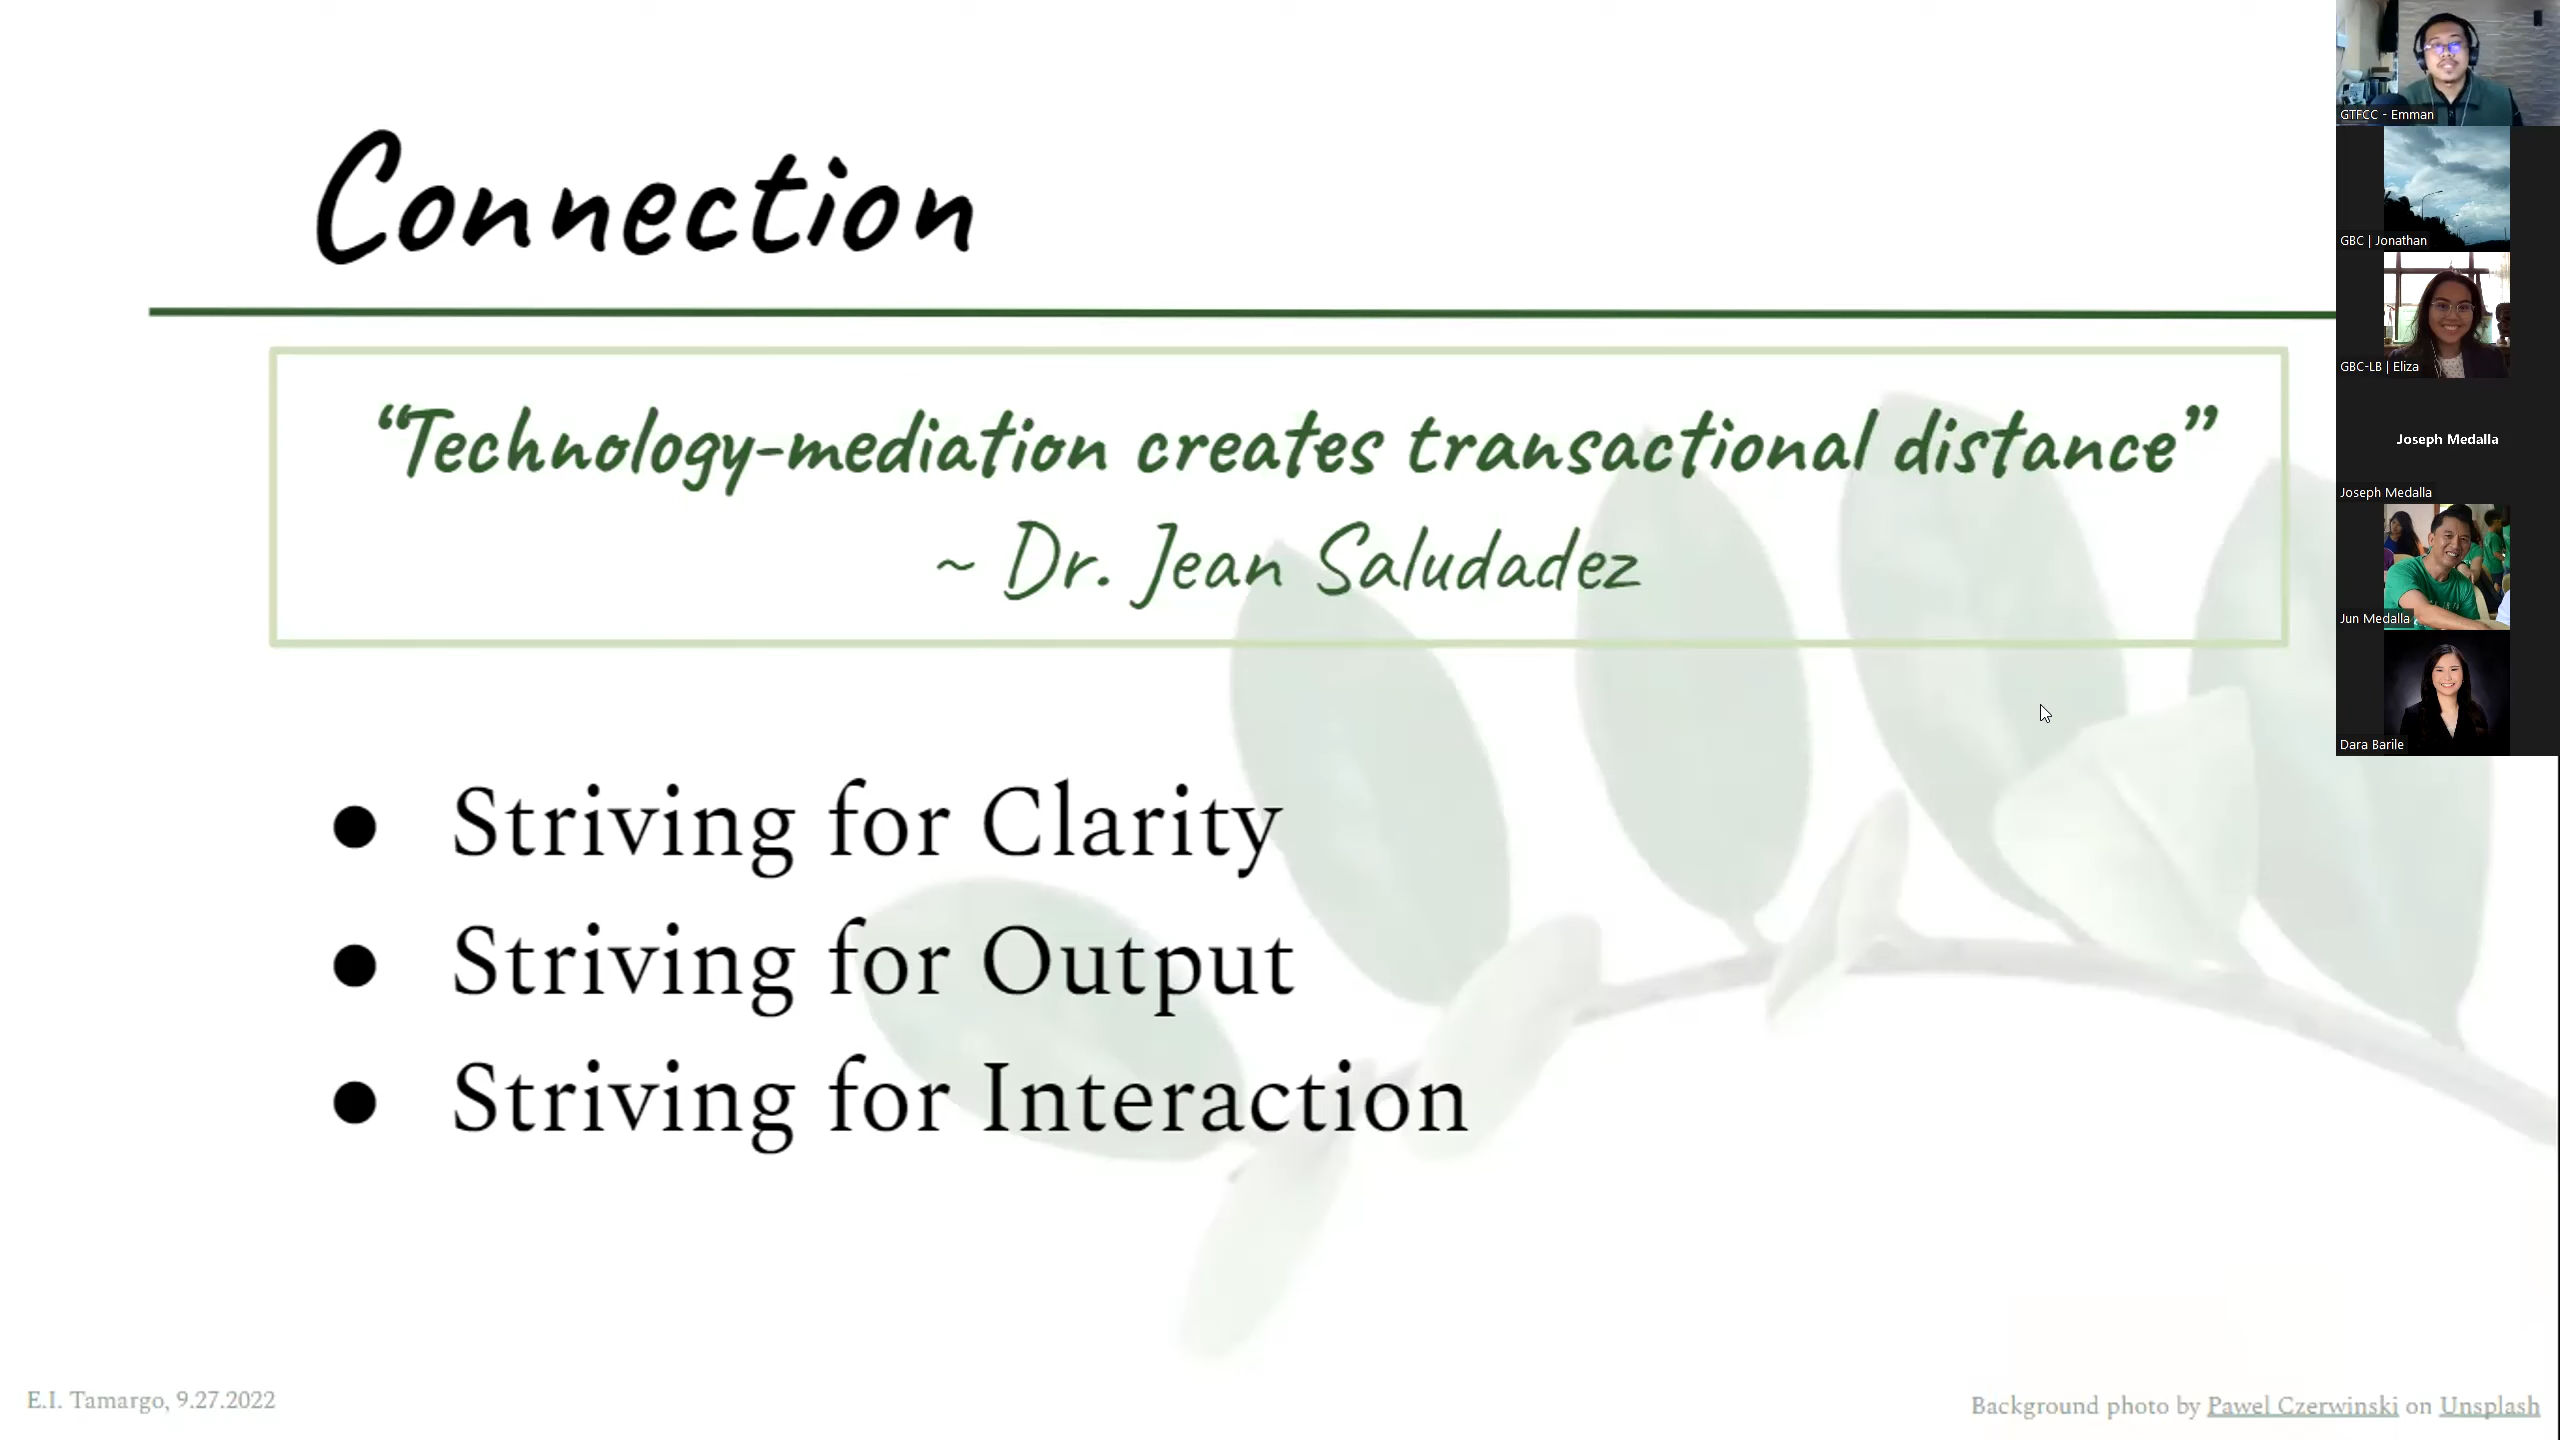 Connection
“Technology-mediation creates transactional distance”
~ Dr. Jean Saludadez
● Striving for Clarity
● Striving for Output
● Striving for Interaction
E.I. Tamargo, 9.27.2022
Background photo by Pawel Czerwinski on Unsplash
GTFCC - Emman
GBC | Jonathan
GBC-LB | Eliza
Joseph Medalla
Joseph Medalla
Jun Medalla
Dara Barile